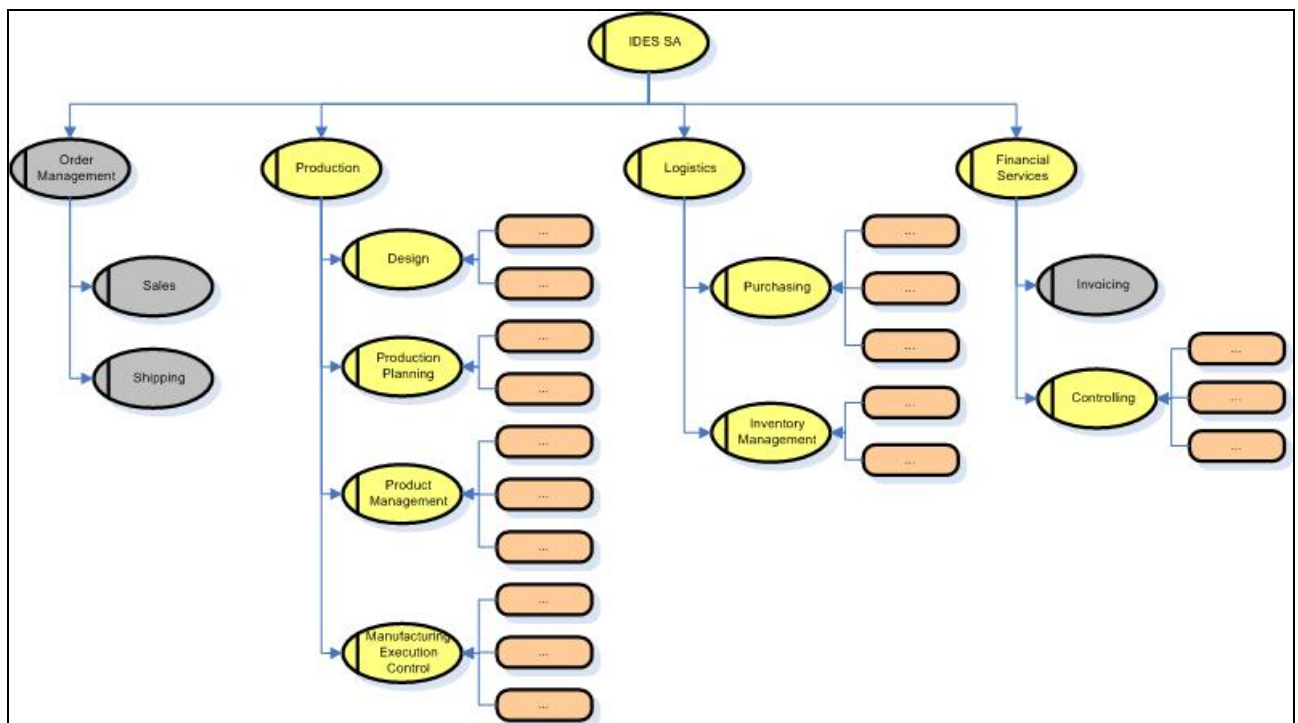 IDES SA
Order
Management
Production
Logistics
Financial
Services
Sales
Shipping
Design
...
...
Production
Planning
...
...
Product
Management
...
...
...
Manufacturing
Execution
Control
...
...
...
Purchasing
...
...
...
Inventory
Management
...
...
Invoicing
Controlling
...
...
...